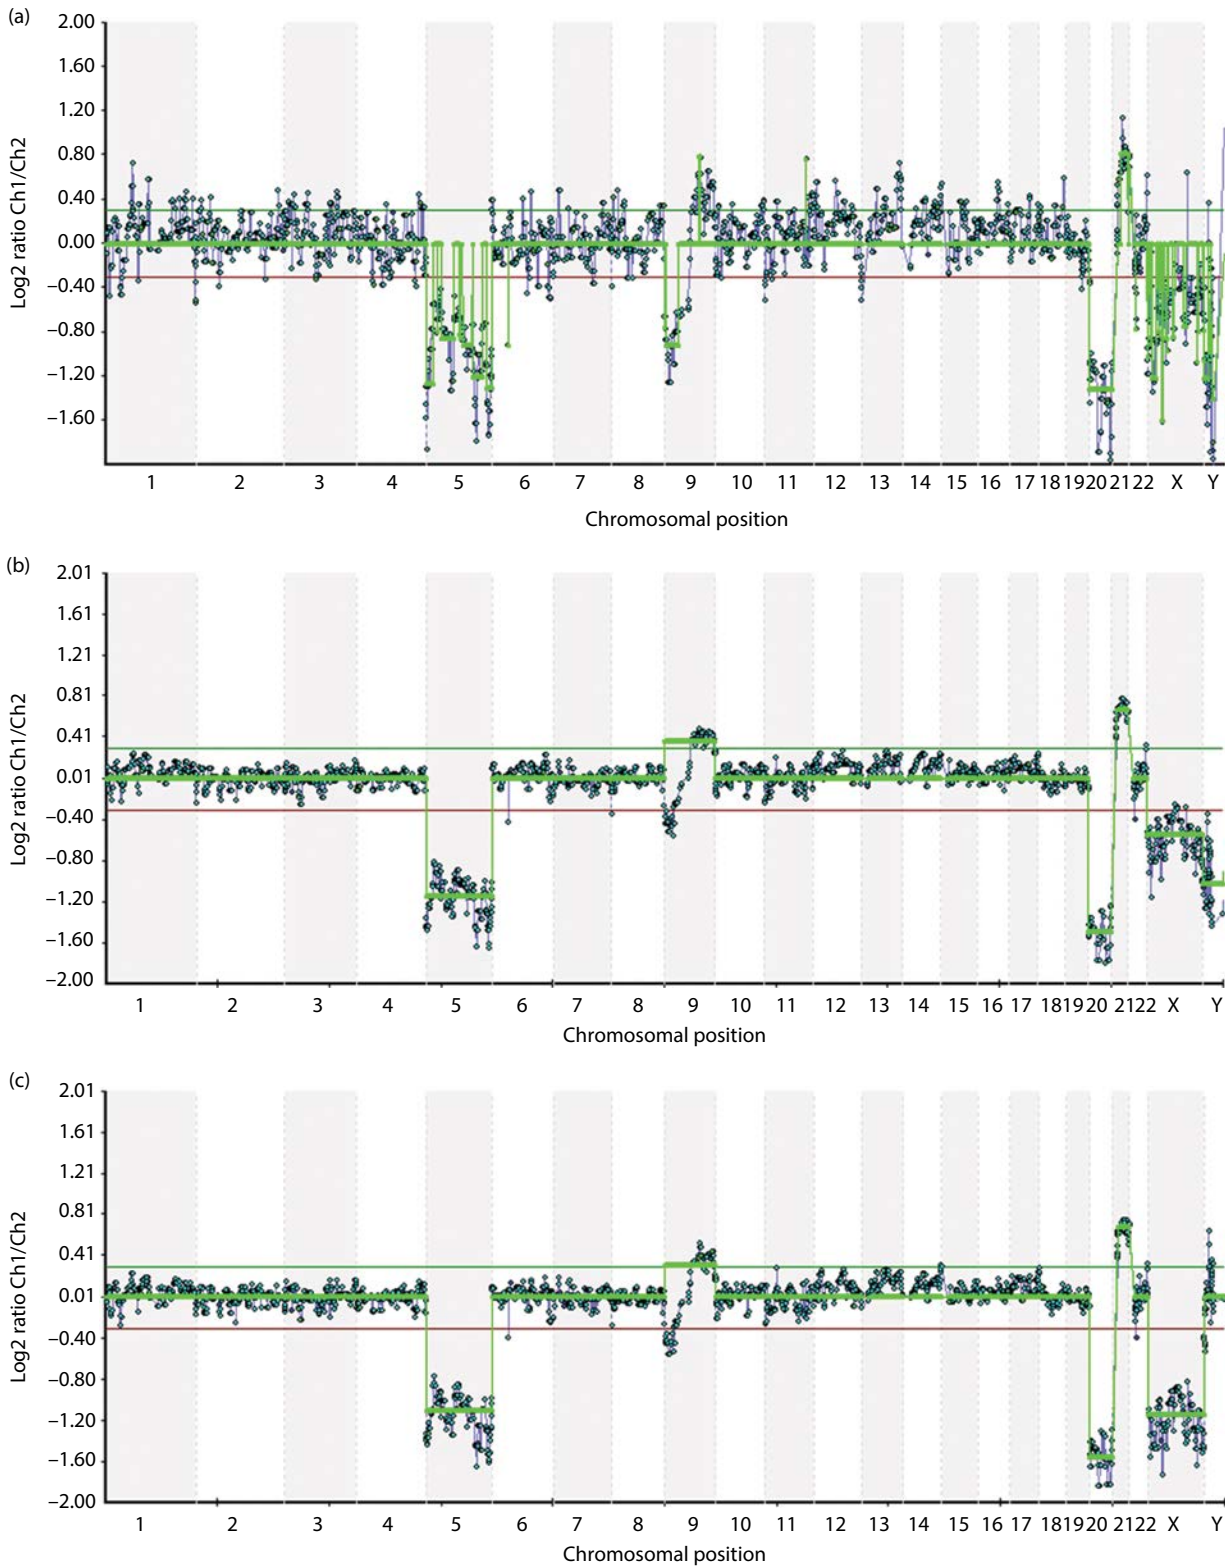 (a)
2.00
1.60
1.20
0.80
0.40
0.00
−0.40
−0.80
−1.20
−1.60
Log2 ratio Ch1/Ch2
1 2 3 4 5 6 7 8 9 10 11 12 13 14 15 16 17 18 19 20 21 22 X Y
Chromosomal position
(b)
2.01
1.61
1.21
0.81
0.41
0.01
−0.40
−0.80
−1.20
−1.60
−2.00
Log2 ratio Ch1/Ch2
1 2 3 4 5 6 7 8 9 10 11 12 13 14 15 16 17 18 19 20 21 22 X Y
Chromosomal position
(c)
2.01
1.61
1.21
0.81
0.41
0.01
−0.40
−0.80
−1.20
−1.60
−2.00
Log2 ratio Ch1/Ch2
1 2 3 4 5 6 7 8 9 10 11 12 13 14 15 16 17 18 19 20 21 22 X Y
Chromosomal position